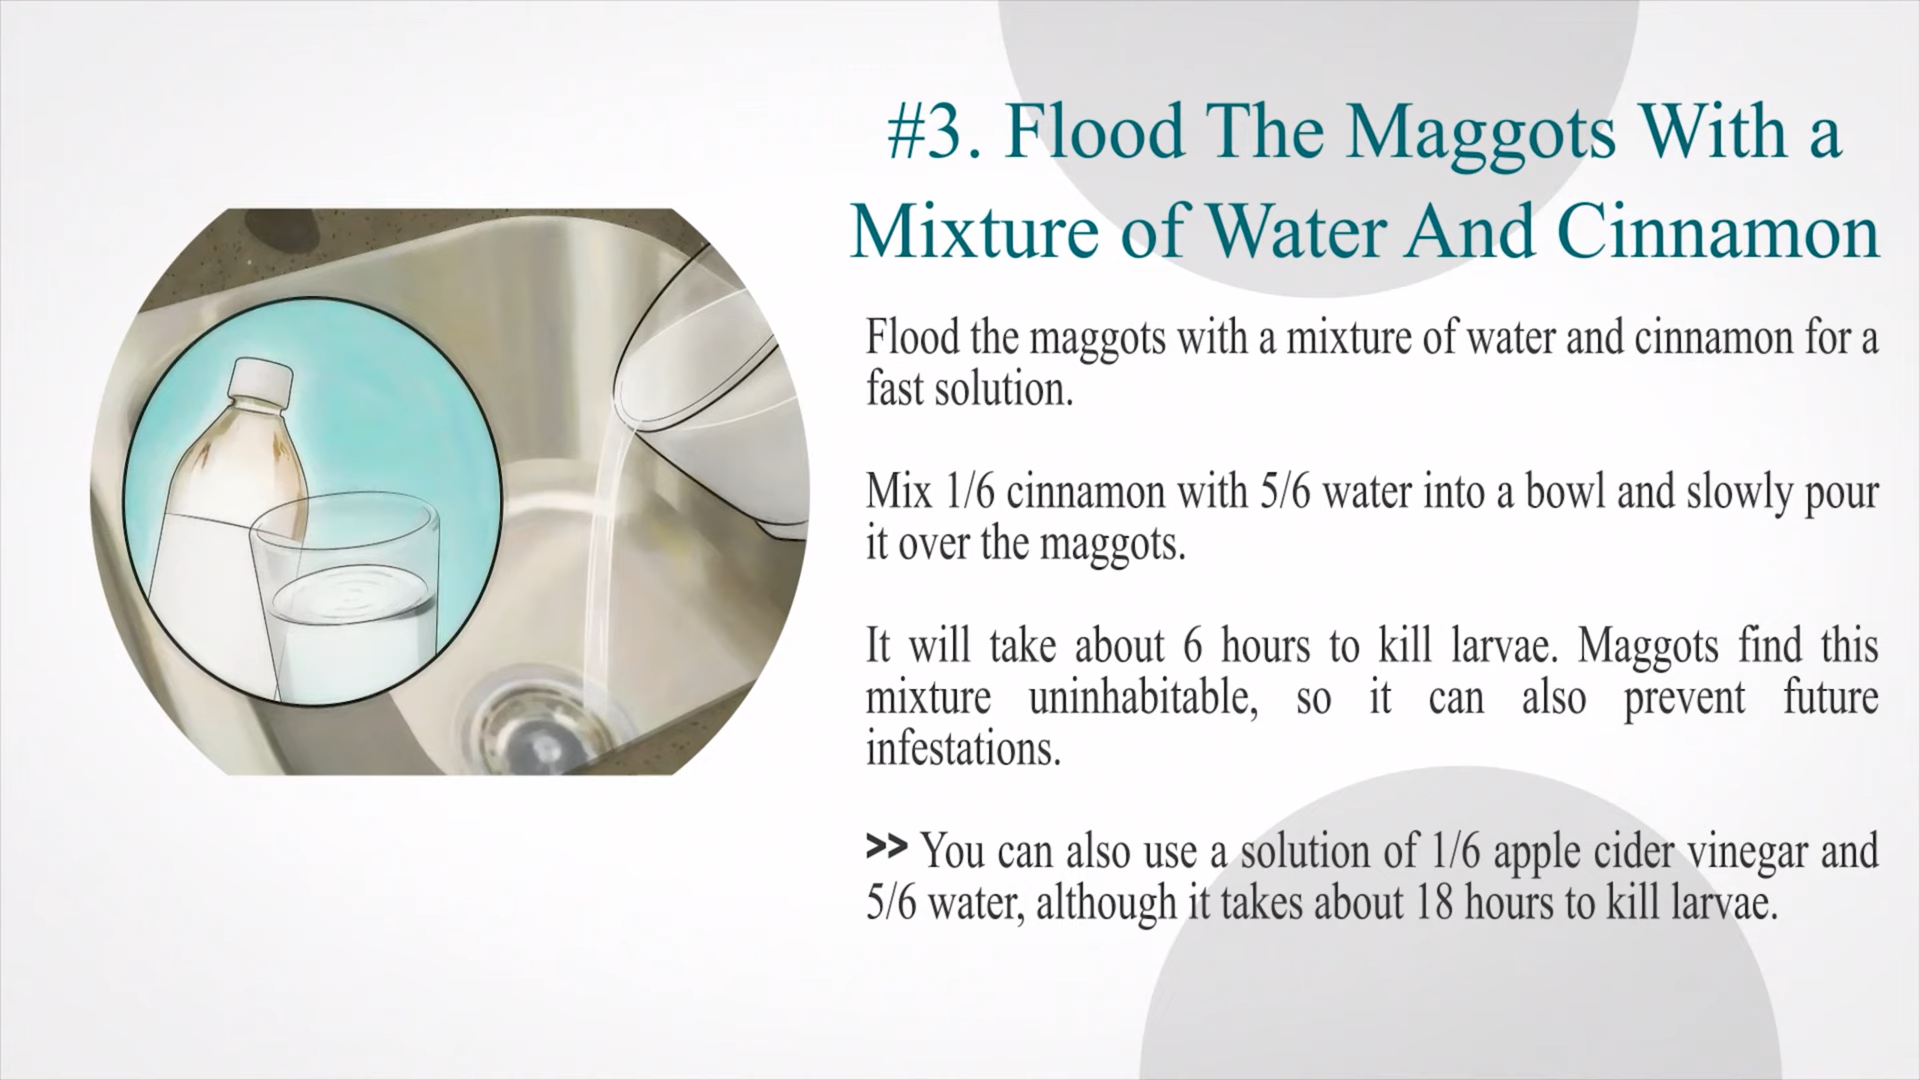 #3. Flood The Maggots With a
Mixture of Water And Cinnamon
Flood the maggots with a mixture of water and cinnamon for a
fast solution.
Mix 1/6 cinnamon with 5/6 water into a bowl and slowly pour
it over the maggots.
It will take about 6 hours to kill larvae. Maggots find this
mixture uninhabitable, so it can also prevent future
infestations.
>> You can also use a solution of 1/6 apple cider vinegar and
5/6 water, although it takes about 18 hours to kill larvae.